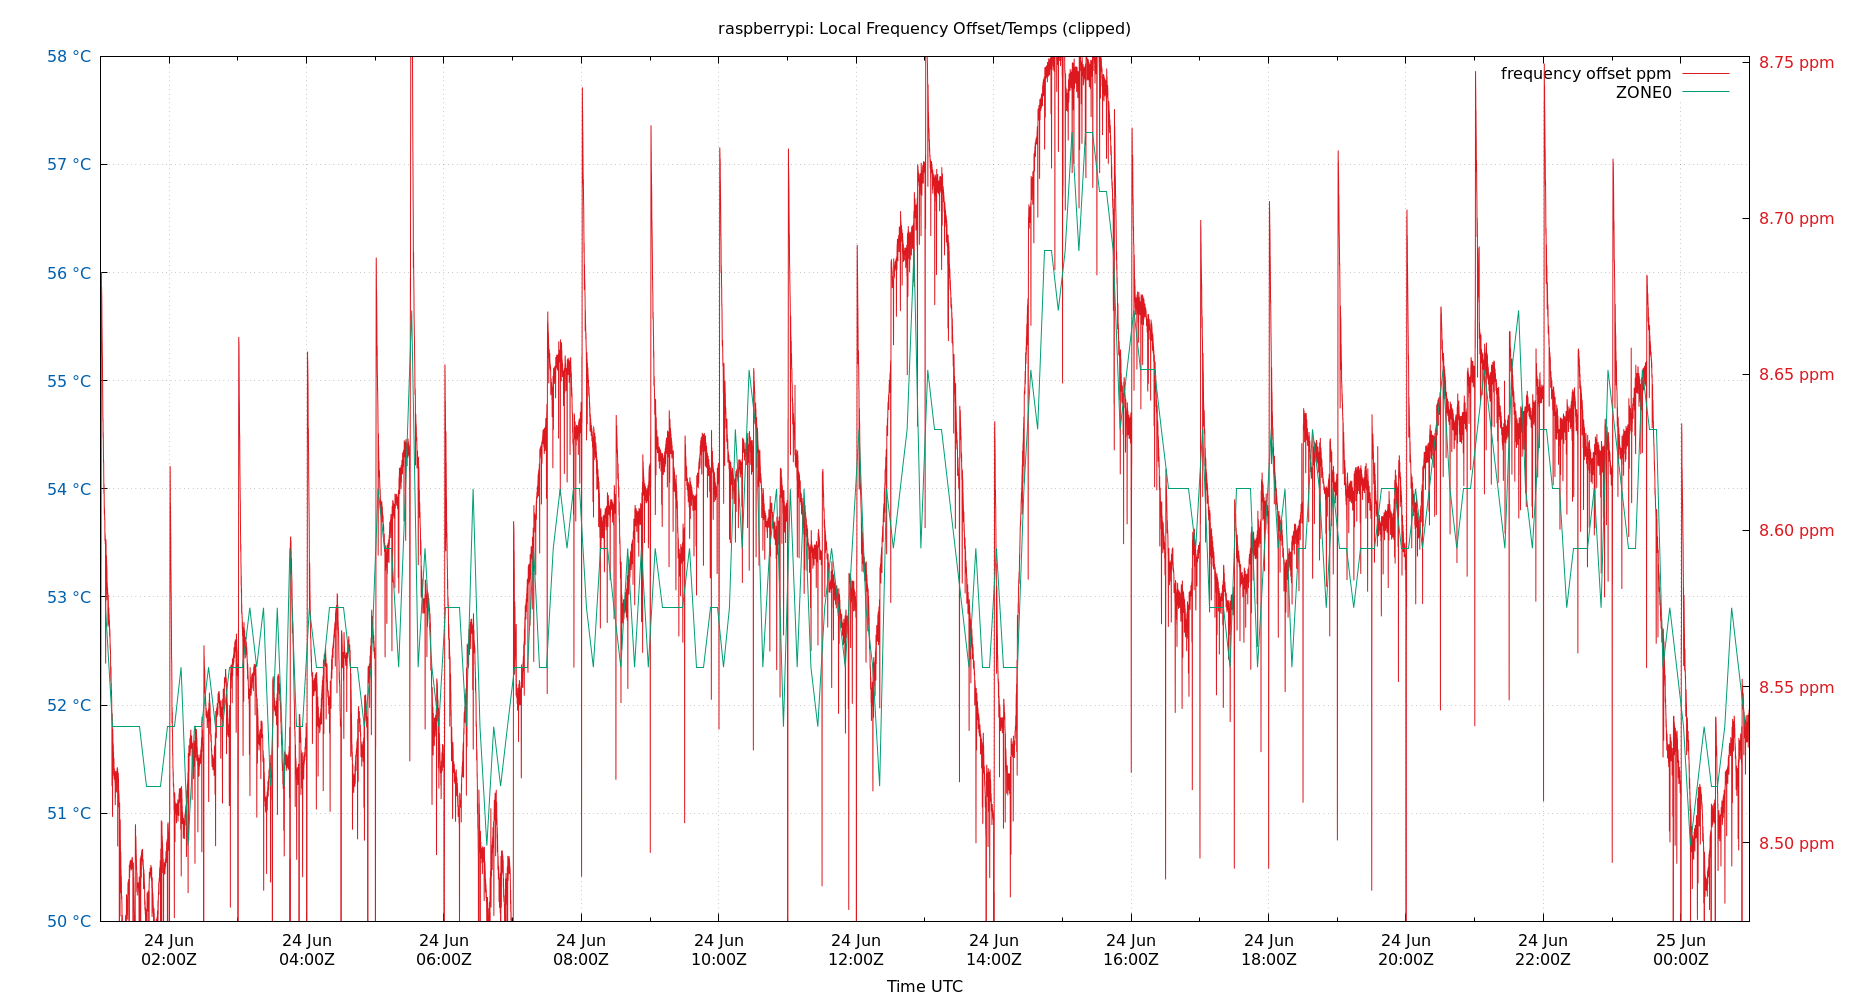 raspberrypi: Local Frequency Offset/Temps (clipped)
58 °C
57 °C
56 °C
55 °C
54 °C
53 °C
52 °C
51 °C
50 °C
8.75 ppm
8.70 ppm
8.65 ppm
8.60 ppm
8.55 ppm
8.50 ppm
frequency offset ppm
ZONE0
24 Jun
02:00Z
24 Jun
04:00Z
24 Jun
06:00Z
24 Jun
08:00Z
24 Jun
10:00Z
24 Jun
12:00Z
24 Jun
14:00Z
24 Jun
16:00Z
24 Jun
18:00Z
24 Jun
20:00Z
24 Jun
22:00Z
25 Jun
00:00Z
Time UTC